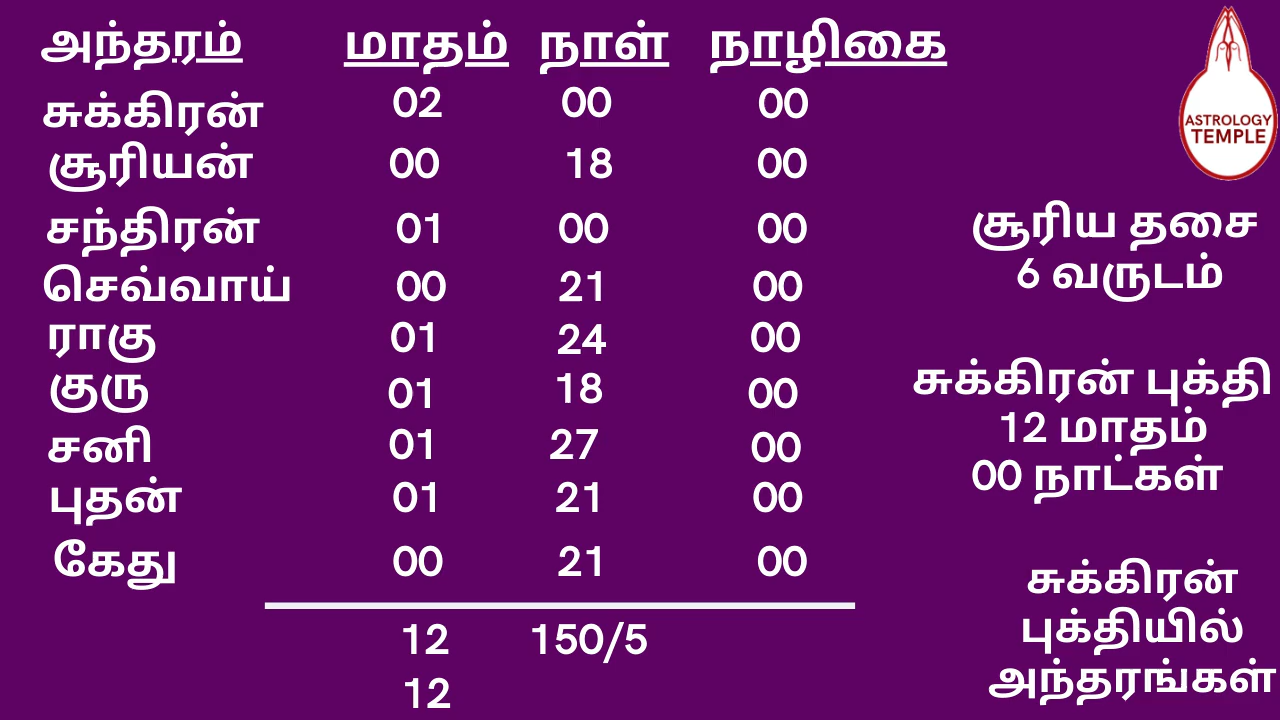 அந்தரம் மாதம் நாள் நாழிகை
சுக்கிரன் 02 00 00
சூரியன் 00 18 00
சந்திரன் 01 00 00
செவ்வாய் 00 21 00
ராகு 01 24 00
குரு 01 18 00
சனி 01 27 00
புதன் 01 21 00
கேது 00 21 00
12 150/5
12
ASTROLOGY
TEMPLE
சூரிய தசை
6 வருடம்
சுக்கிரன் புக்தி
12 மாதம்
00 நாட்கள்
சுக்கிரன்
புக்தியில்
அந்தரங்கள்